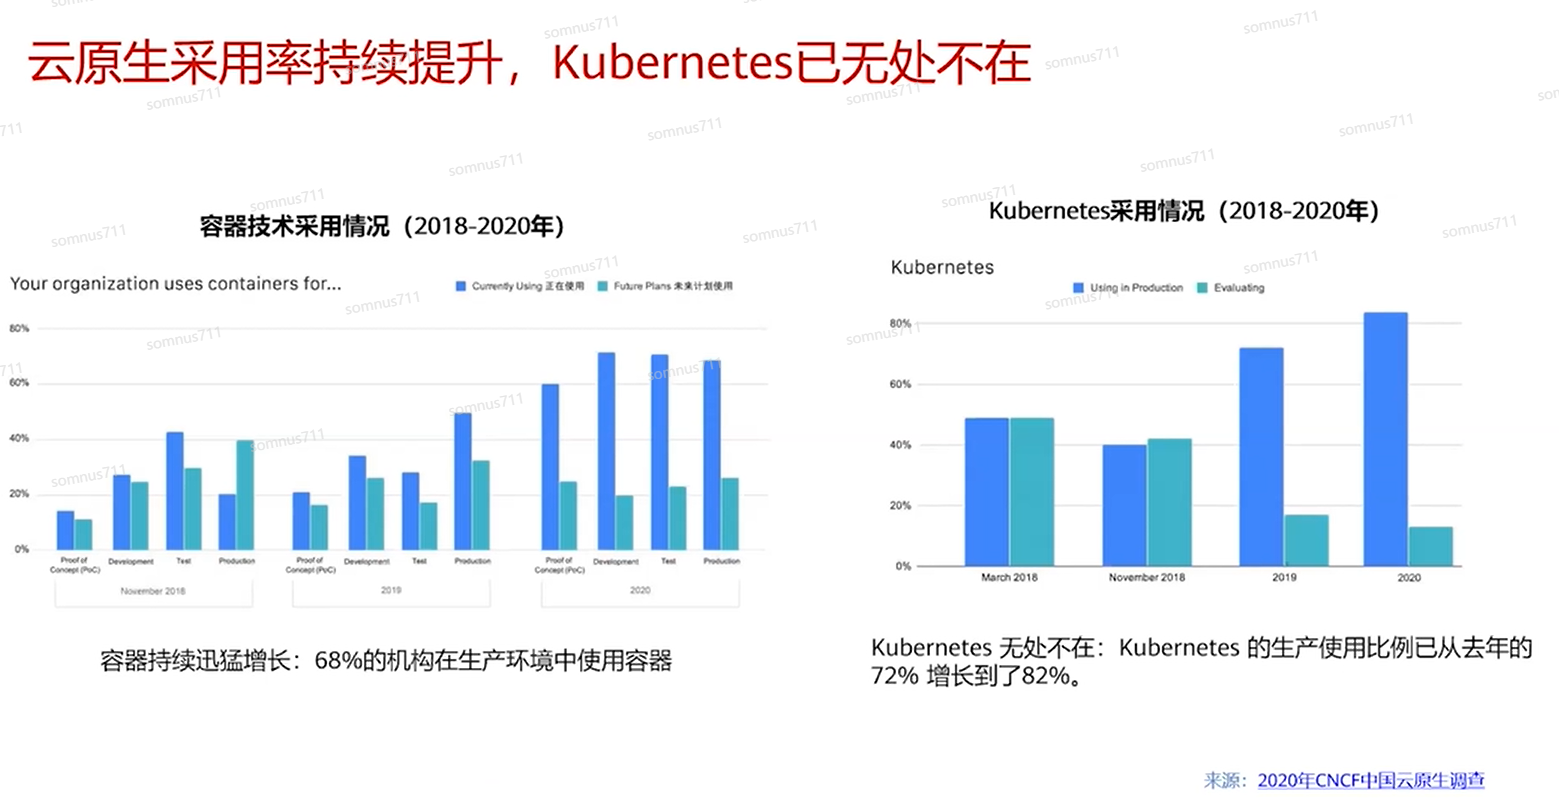 云原生采用率持续提升，Kubernetes已无处不在
容器技术采用情况（2018-2020年）
Your organization uses containers for...
Currently Using 正在使用
Future Plans 未来计划使用
80%
60%
40%
20%
0%
Proof of
Concept (PoC)
Development
Test
Production
November 2018
Proof of
Concept (PoC)
Development
Test
Production
2019
Proof of
Concept (PoC)
Development
Test
Production
2020
容器持续迅猛增长：68%的机构在生产环境中使用容器
Kubernetes采用情况（2018-2020年）
Kubernetes
Using in Production
Evaluating
80%
60%
40%
20%
0%
March 2018
November 2018
2019
2020
Kubernetes 无处不在：Kubernetes 的生产使用比例已从去年的
72% 增长到了82%。
来源：2020年CNCF中国云原生调查
somnus711